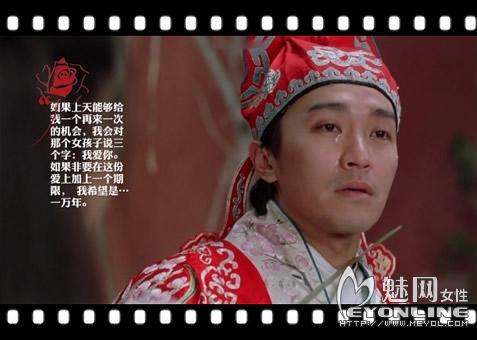 如果上天能够给
我一个再来一次
的机会，我会对
那个女孩子说三
个字：我爱你。
如果非要在这份
爱上加上一个期
限， 我希望是…
一万年。
魅网女性
MEYONLINE
HTTP://WWW.MEYOL.COM